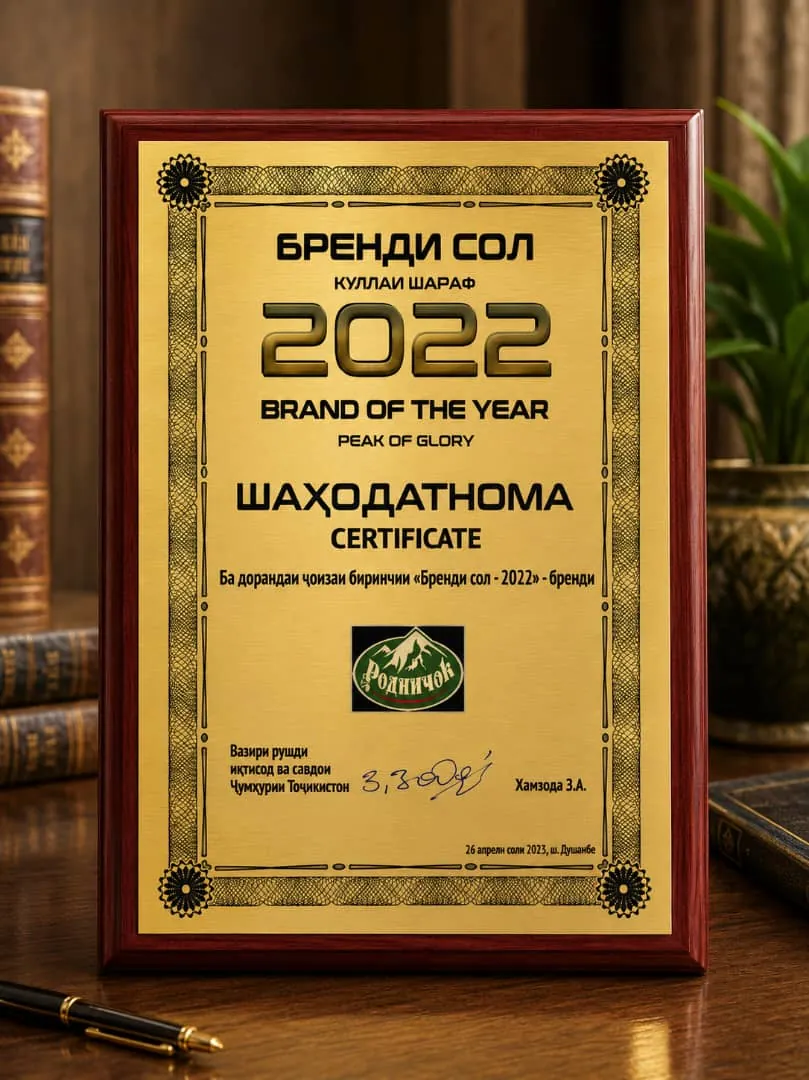 БРЕНДИ СОЛ
КУЛЛАИ ШАРАФ
2022
BRAND OF THE YEAR
PEAK OF GLORY
ШАҲОДАТНОМА
CERTIFICATE
Ба дорандаи ҷоизаи биринҷии «Бренди сол - 2022» - бренди
Родничок
Вазири рушди
иқтисод ва савдои
Ҷумҳурии Тоҷикистон
Хамзода З.А.
26 апрели соли 2023, ш. Душанбе